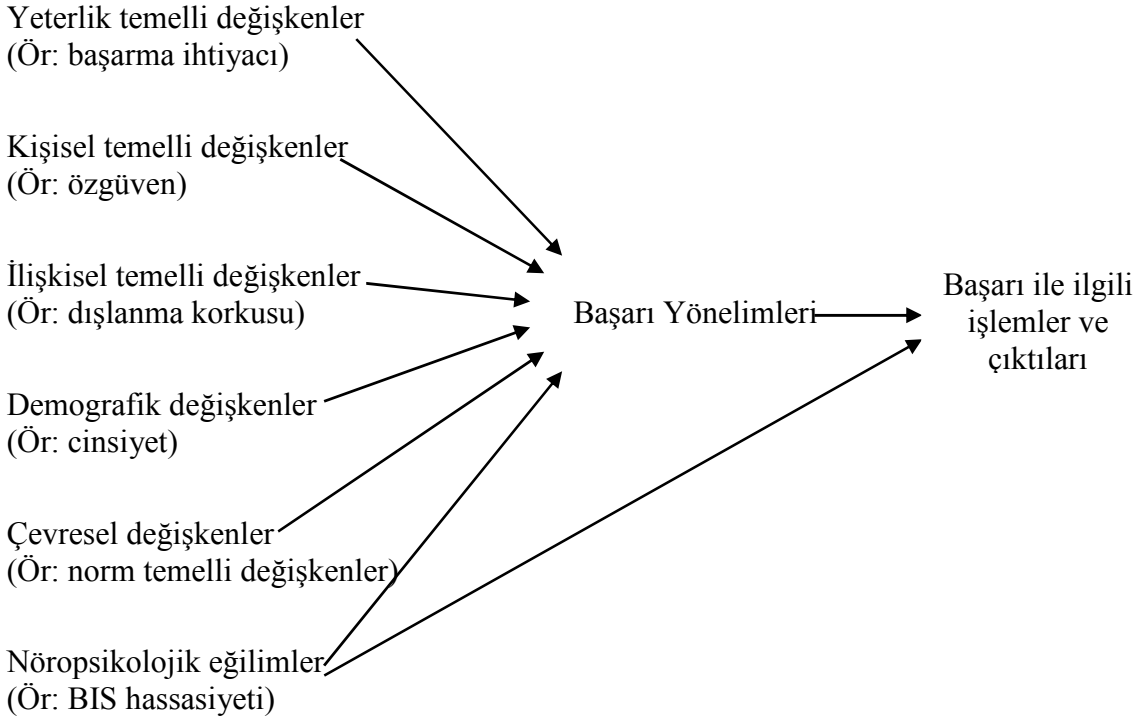 Yeterlik temelli değişkenler
(Ör: başarma ihtiyacı)
Kişisel temelli değişkenler
(Ör: özgüven)
İlişkisel temelli değişkenler
(Ör: dışlanma korkusu)
Demografik değişkenler
(Ör: cinsiyet)
Çevresel değişkenler
(Ör: norm temelli değişkenler)
Nöropsikolojik eğilimler
(Ör: BIS hassasiyeti)
Başarı Yönelimleri
Başarı ile ilgili
işlemler ve
çıktıları